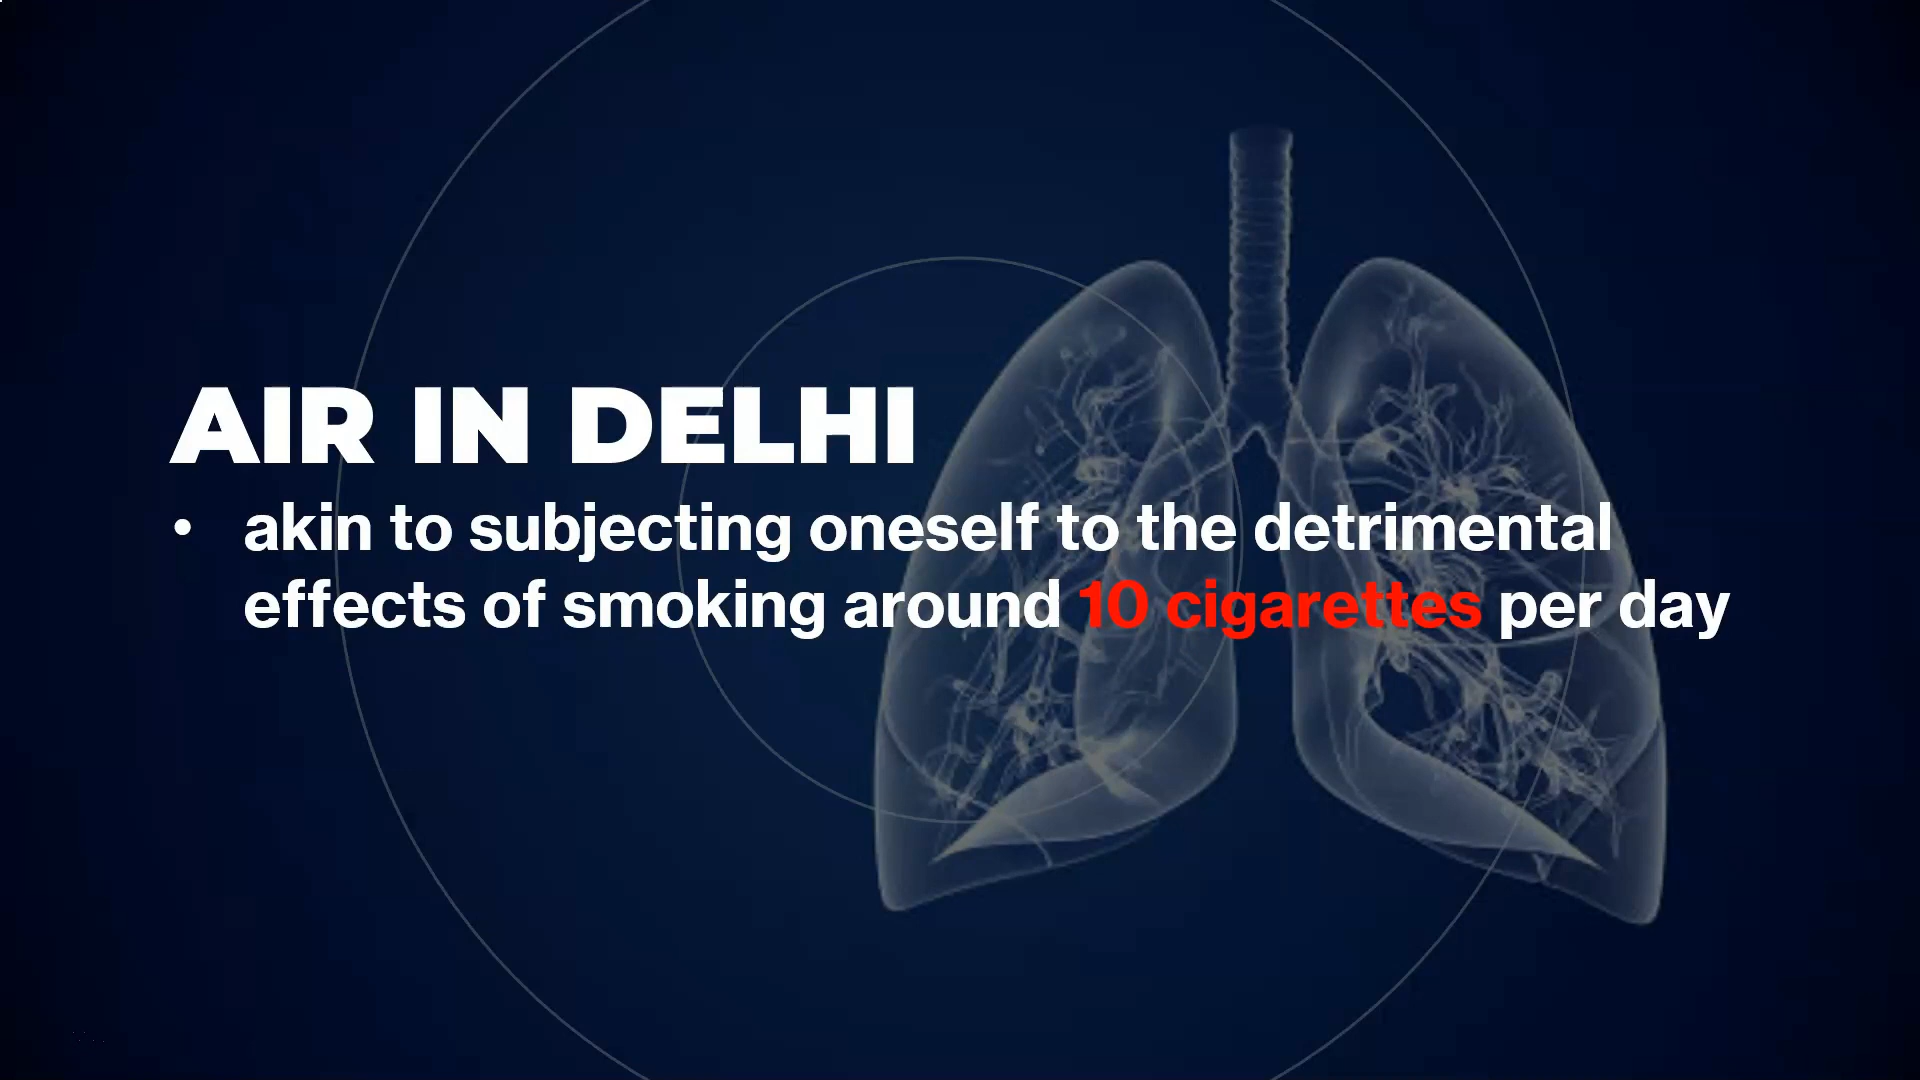 AIR IN DELHI
• akin to subjecting oneself to the detrimental
effects of smoking around 10 cigarettes per day